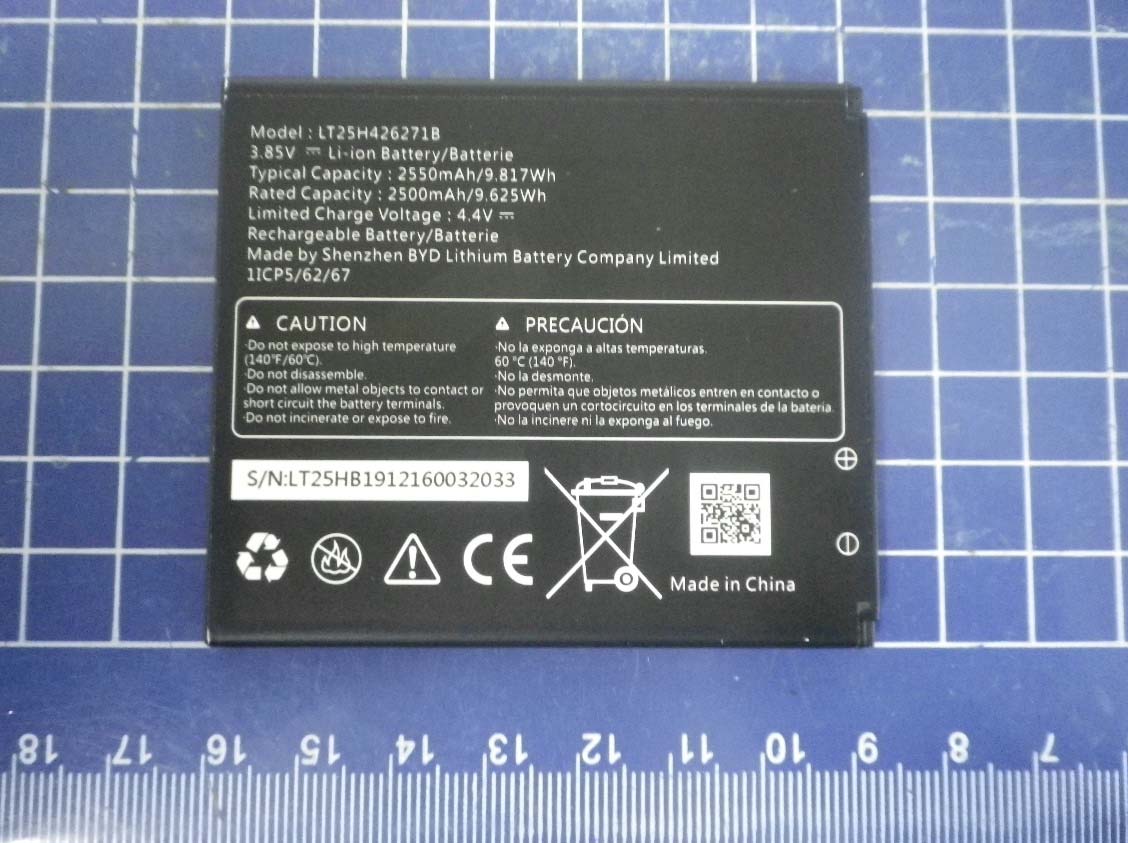 Model : LT25H426271B
3.85V ⎓ Li-ion Battery/Batterie
Typical Capacity : 2550mAh/9.817Wh
Rated Capacity : 2500mAh/9.625Wh
Limited Charge Voltage : 4.4V ⎓
Rechargeable Battery/Batterie
Made by Shenzhen BYD Lithium Battery Company Limited
1ICP5/62/67
CAUTION
·Do not expose to high temperature
(140°F/60°C).
·Do not disassemble.
·Do not allow metal objects to contact or
short circuit the battery terminals.
·Do not incinerate or expose to fire.
PRECAUCIÓN
·No la exponga a altas temperaturas.
60 °C (140 °F).
·No la desmonte.
·No permita que objetos metálicos entren en contacto o
provoquen un cortocircuito en los terminales de la batería.
·No la incinere ni la exponga al fuego.
S/N:LT25HB1912160032033
CE
Made in China
18 17 16 15 14 13 12 11 10 9 8 7